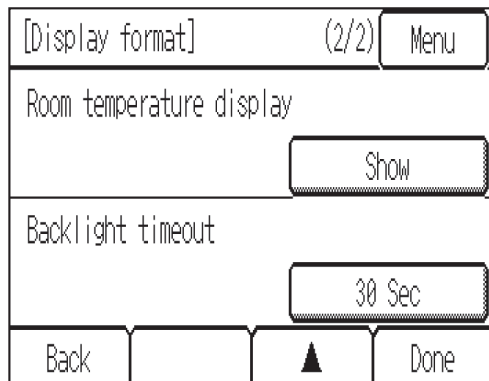 [Display format] (2/2) Menu
Room temperature display
Show
Backlight timeout
30 Sec
Back ▲ Done